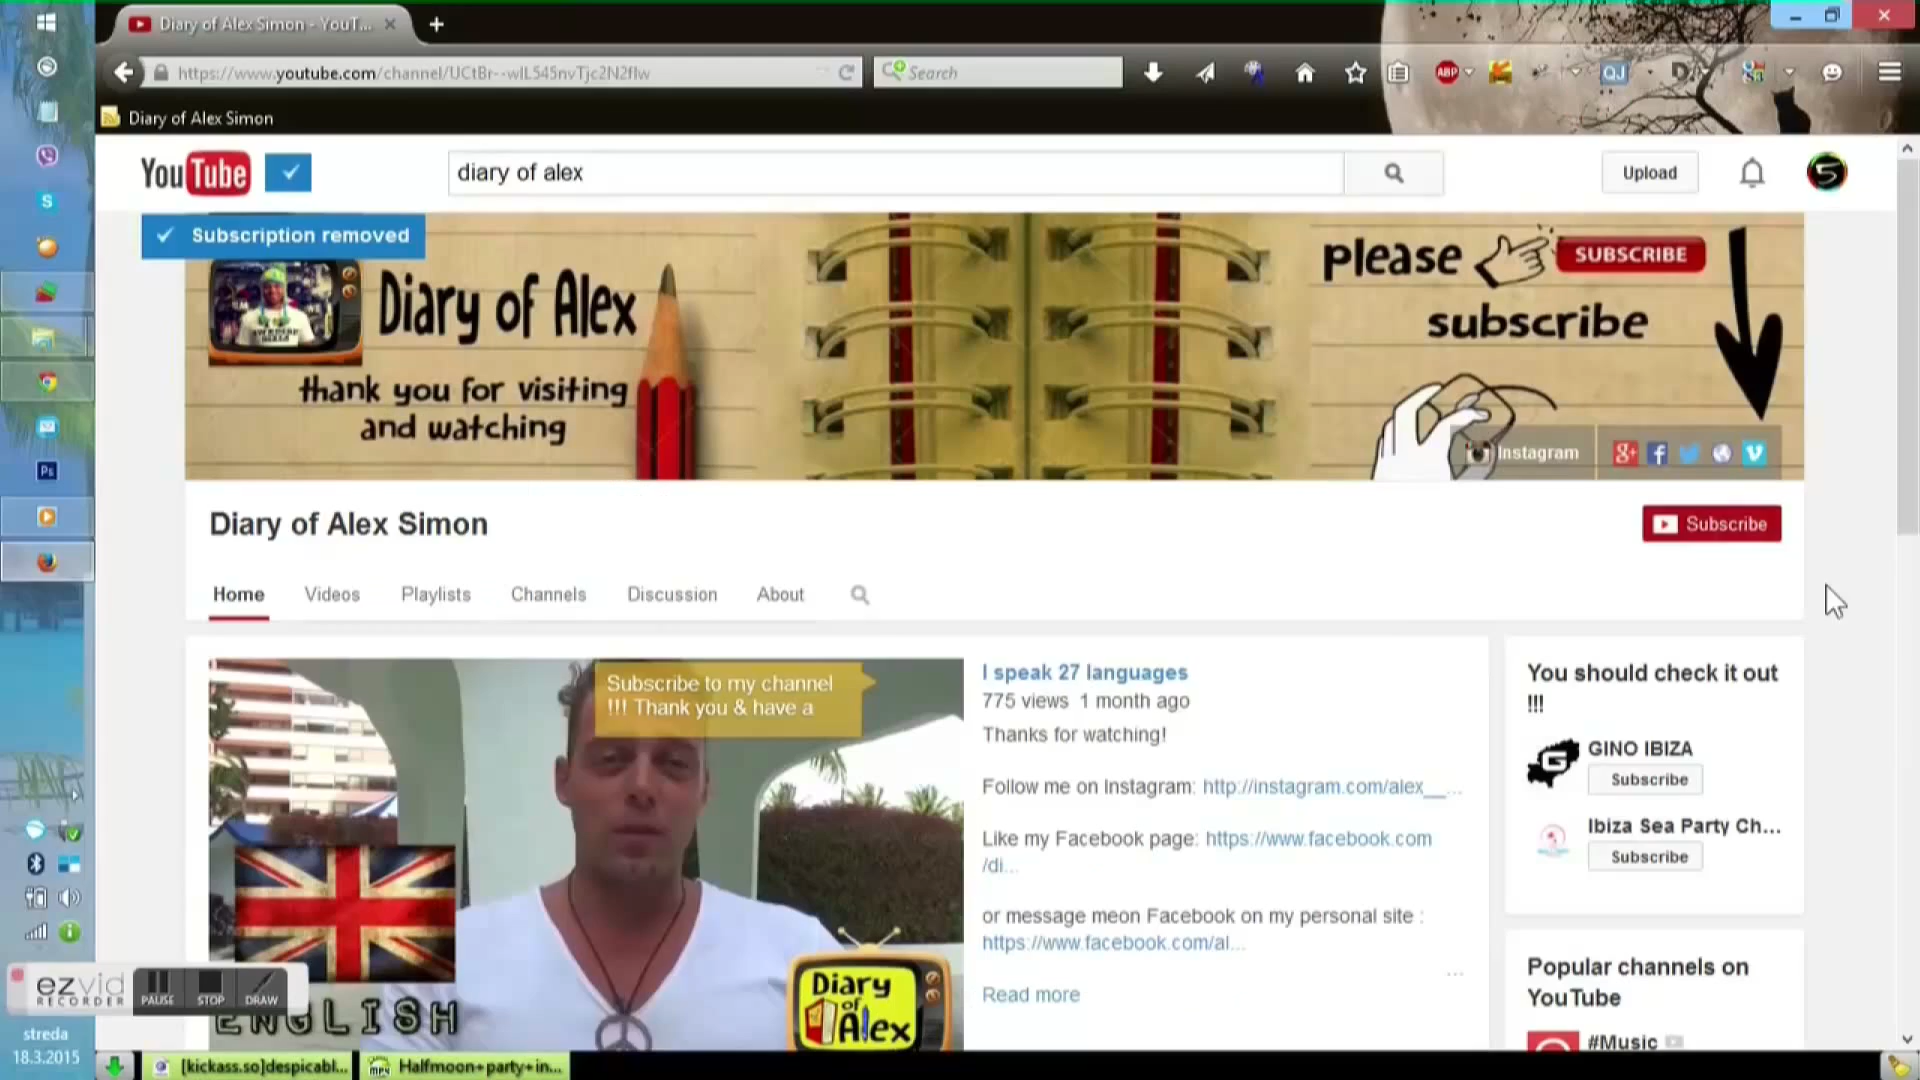 Diary of Alex Simon - YouT...
https://www.youtube.com/channel/UCtBr--wIL545nvTjc2N2fIw
Search
ABP
QJ
Diary of Alex Simon
YouTube
diary of alex
Upload
Subscription removed
Diary of Alex
thank you for visiting
and watching
please
SUBSCRIBE
subscribe
Instagram
Diary of Alex Simon
Subscribe
Home
Videos
Playlists
Channels
Discussion
About
Subscribe to my channel
!!! Thank you & have a
ENGLISH
Diary
of
Alex
I speak 27 languages
775 views 1 month ago
Thanks for watching!
Follow me on Instagram: http://instagram.com/alex__...
Like my Facebook page: https://www.facebook.com
/di...
or message meon Facebook on my personal site :
https://www.facebook.com/al...
...
Read more
You should check it out
!!!
GINO IBIZA
Subscribe
Ibiza Sea Party Ch...
Subscribe
Popular channels on
YouTube
#Music
Ps
ezvid
RECORDER
PAUSE
STOP
DRAW
streda
18.3.2015
[kickass.so]despicabl...
Halfmoon+party+in...